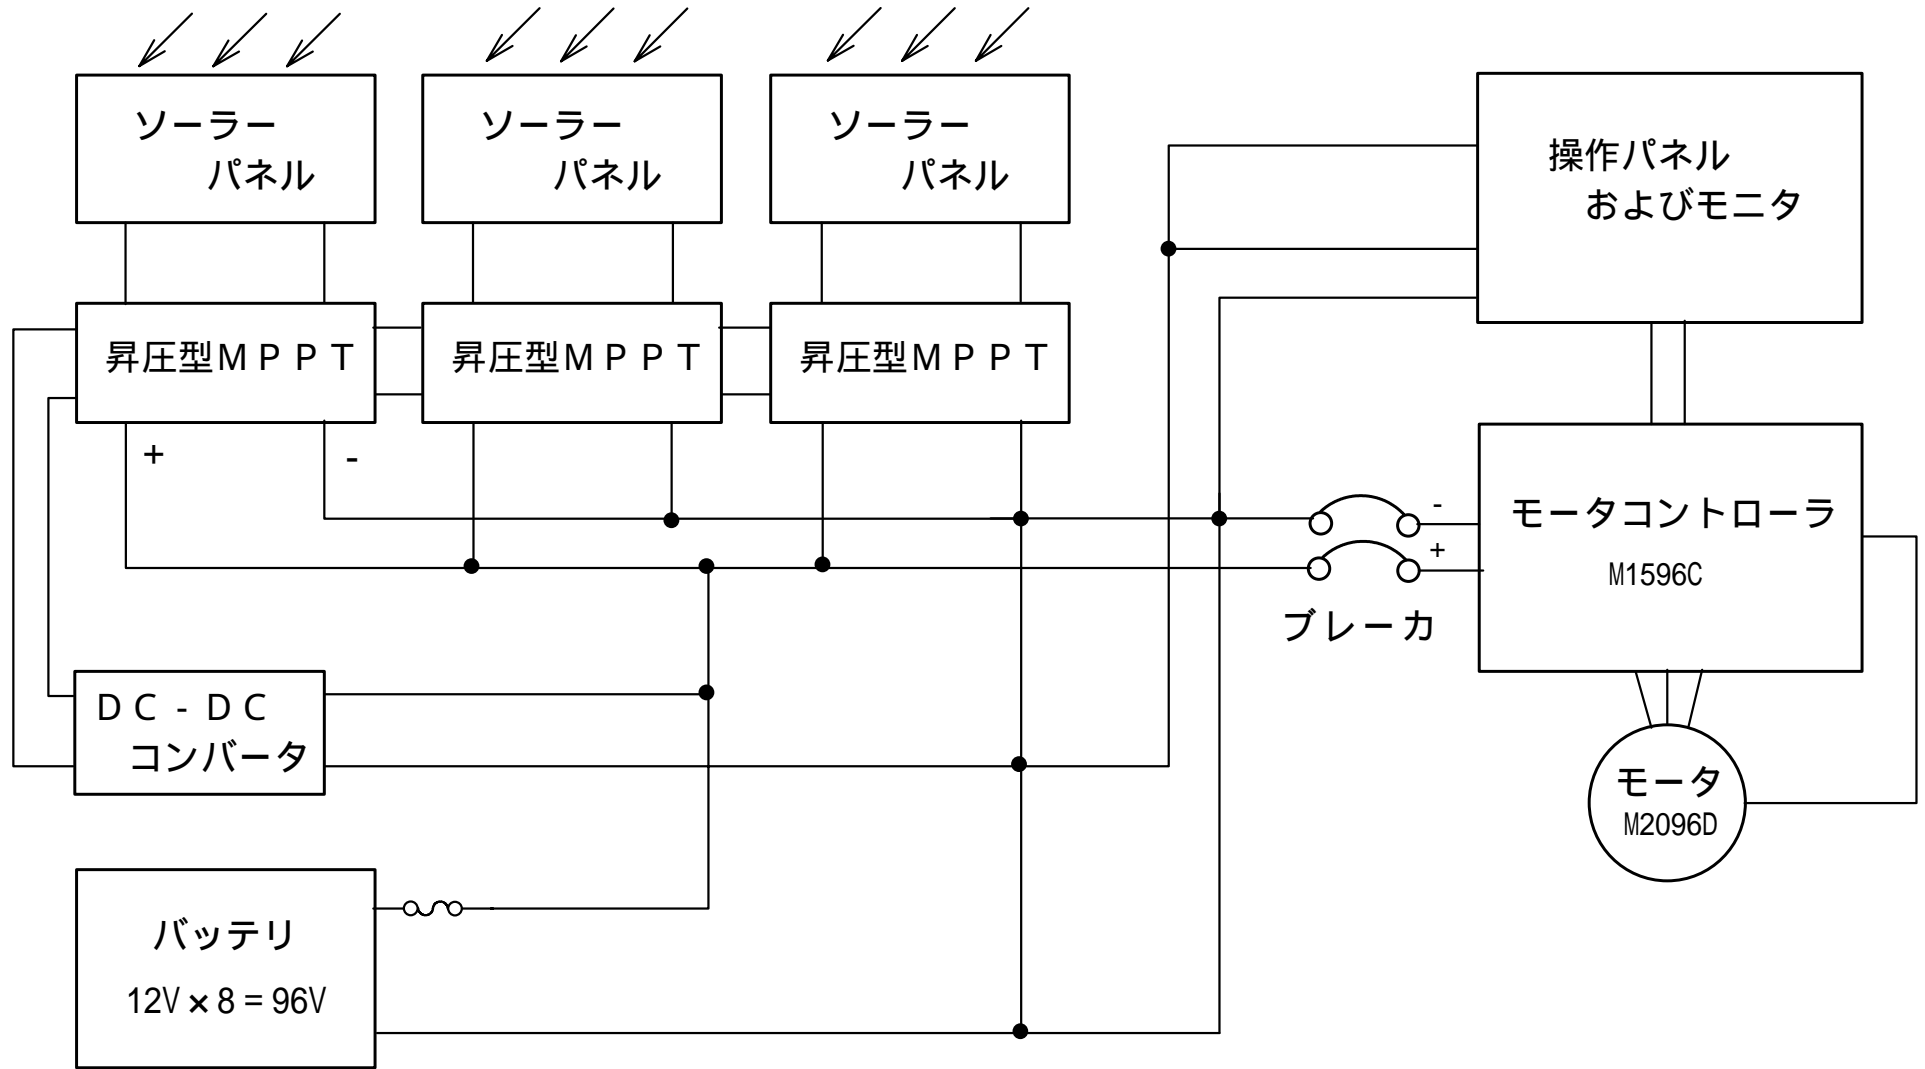 ソーラー
パネル
ソーラー
パネル
ソーラー
パネル
操作パネル
およびモニタ
昇圧型ＭＰＰＴ
昇圧型ＭＰＰＴ
昇圧型ＭＰＰＴ
+
-
-
+
モータコントローラ
M1596C
ブレーカ
ＤＣ-ＤＣ
コンバータ
モータ
M2096D
バッテリ
12V×8=96V